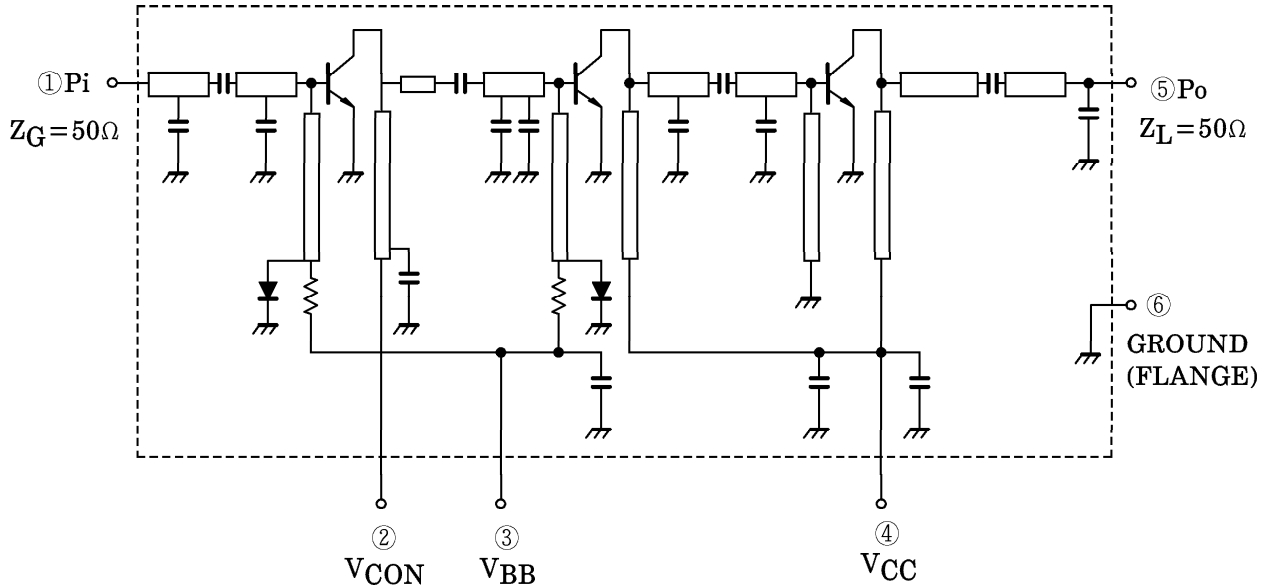 ①Pi
ZG=50Ω
⑤Po
ZL=50Ω
⑥
GROUND
(FLANGE)
②
VCON
③
VBB
④
VCC